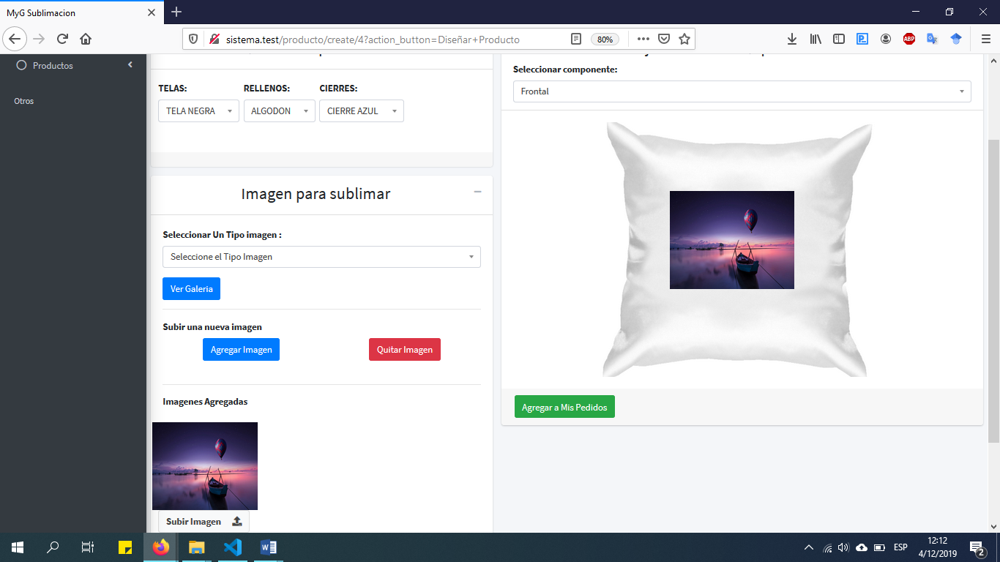 MyG Sublimacion
sistema.test/producto/create/4?action_button=Diseñar+Producto
80%
ABP
Productos
Otros
TELAS: RELLENOS: CIERRES:
TELA NEGRA ALGODON CIERRE AZUL
Imagen para sublimar
Seleccionar Un Tipo imagen :
Seleccione el Tipo Imagen
Ver Galeria
Subir una nueva imagen
Agregar Imagen Quitar Imagen
Imagenes Agregadas
Subir Imagen
Seleccionar componente:
Frontal
Agregar a Mis Pedidos
ESP
12:12
4/12/2019
2